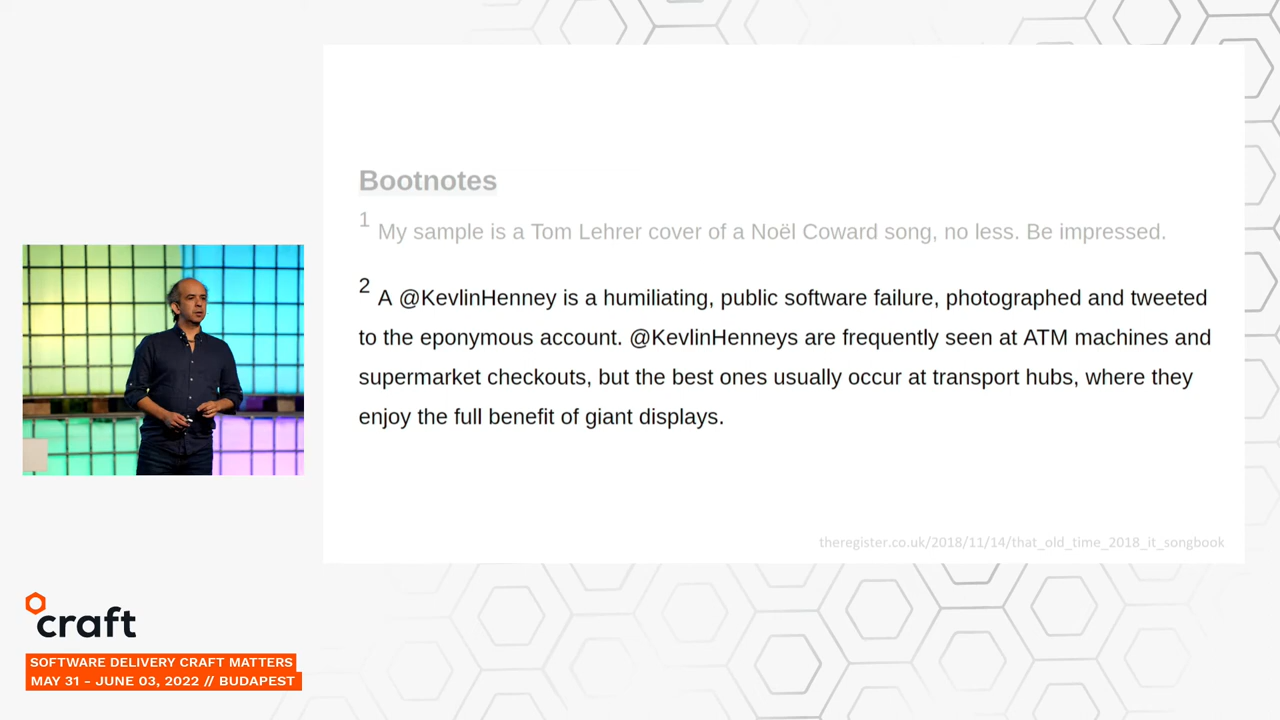 Bootnotes
1 My sample is a Tom Lehrer cover of a Noël Coward song, no less. Be impressed.
2 A @KevlinHenney is a humiliating, public software failure, photographed and tweeted
to the eponymous account. @KevlinHenneys are frequently seen at ATM machines and
supermarket checkouts, but the best ones usually occur at transport hubs, where they
enjoy the full benefit of giant displays.
theregister.co.uk/2018/11/14/that_old_time_2018_it_songbook
craft
SOFTWARE DELIVERY CRAFT MATTERS
MAY 31 - JUNE 03, 2022 // BUDAPEST